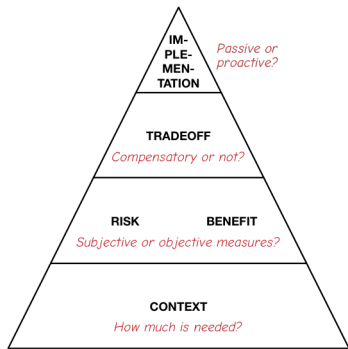 IM-
PLE-
MEN-
TATION
Passive or
proactive?
TRADEOFF
Compensatory or not?
RISK BENEFIT
Subjective or objective measures?
CONTEXT
How much is needed?